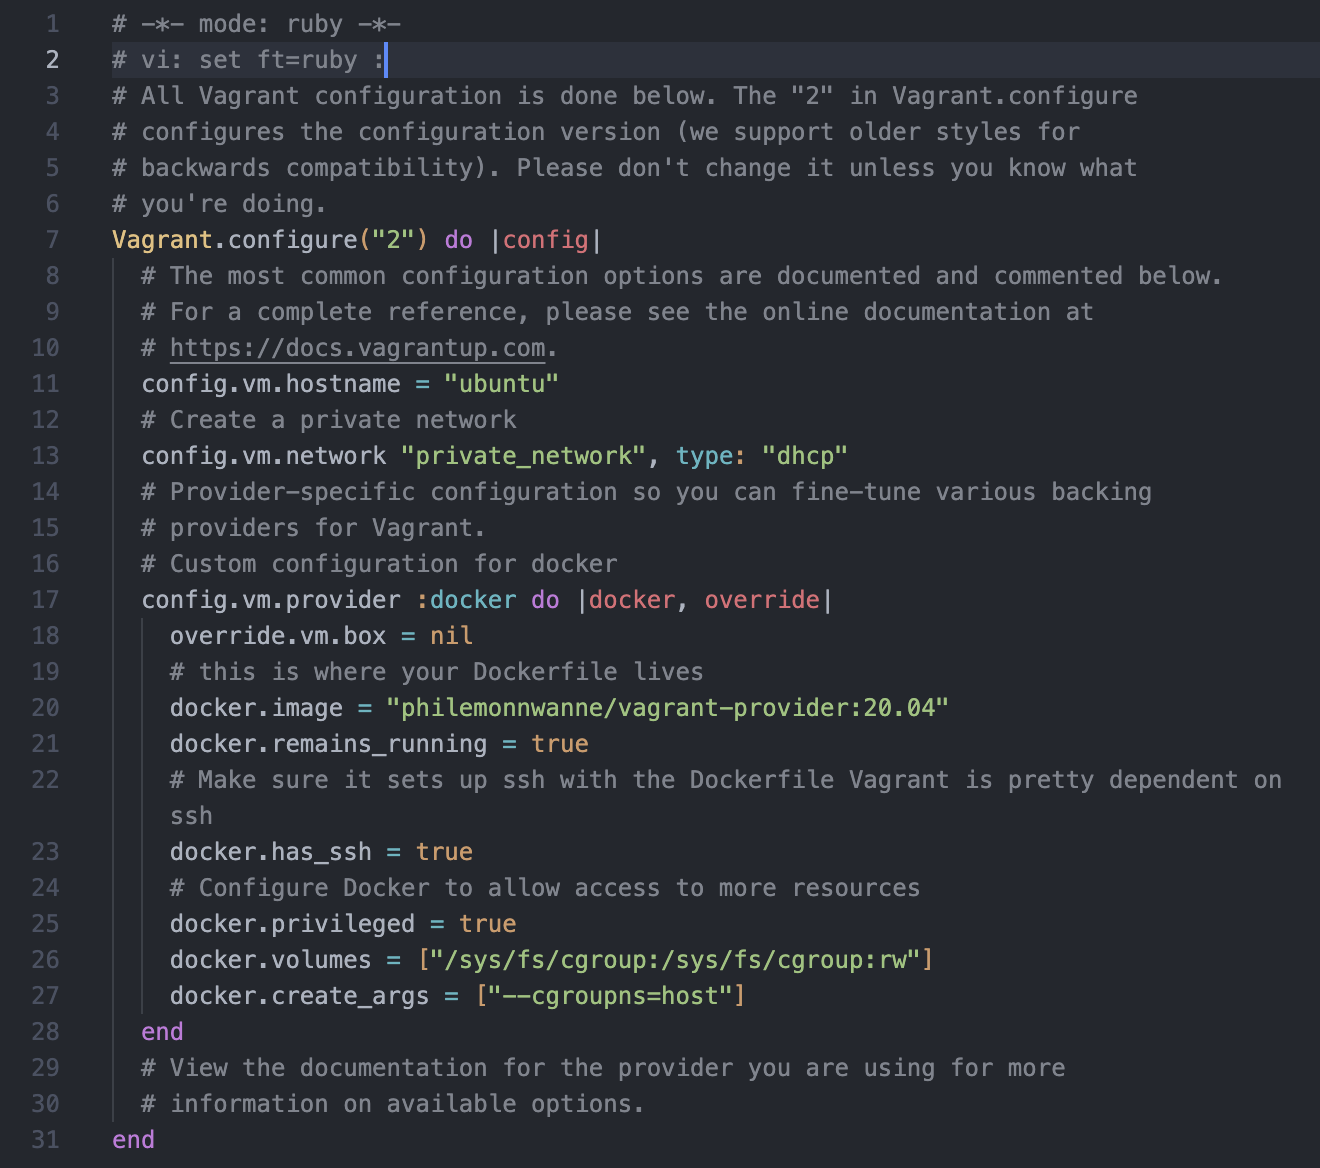 1 # -*- mode: ruby -*-
2 # vi: set ft=ruby :
3 # All Vagrant configuration is done below. The "2" in Vagrant.configure
4 # configures the configuration version (we support older styles for
5 # backwards compatibility). Please don't change it unless you know what
6 # you're doing.
7 Vagrant.configure("2") do |config|
8   # The most common configuration options are documented and commented below.
9   # For a complete reference, please see the online documentation at
10   # https://docs.vagrantup.com.
11   config.vm.hostname = "ubuntu"
12   # Create a private network
13   config.vm.network "private_network", type: "dhcp"
14   # Provider-specific configuration so you can fine-tune various backing
15   # providers for Vagrant.
16   # Custom configuration for docker
17   config.vm.provider :docker do |docker, override|
18     override.vm.box = nil
19     # this is where your Dockerfile lives
20     docker.image = "philemonnwanne/vagrant-provider:20.04"
21     docker.remains_running = true
22     # Make sure it sets up ssh with the Dockerfile Vagrant is pretty dependent on
ssh
23     docker.has_ssh = true
24     # Configure Docker to allow access to more resources
25     docker.privileged = true
26     docker.volumes = ["/sys/fs/cgroup:/sys/fs/cgroup:rw"]
27     docker.create_args = ["--cgroupns=host"]
28   end
29   # View the documentation for the provider you are using for more
30   # information on available options.
31 end